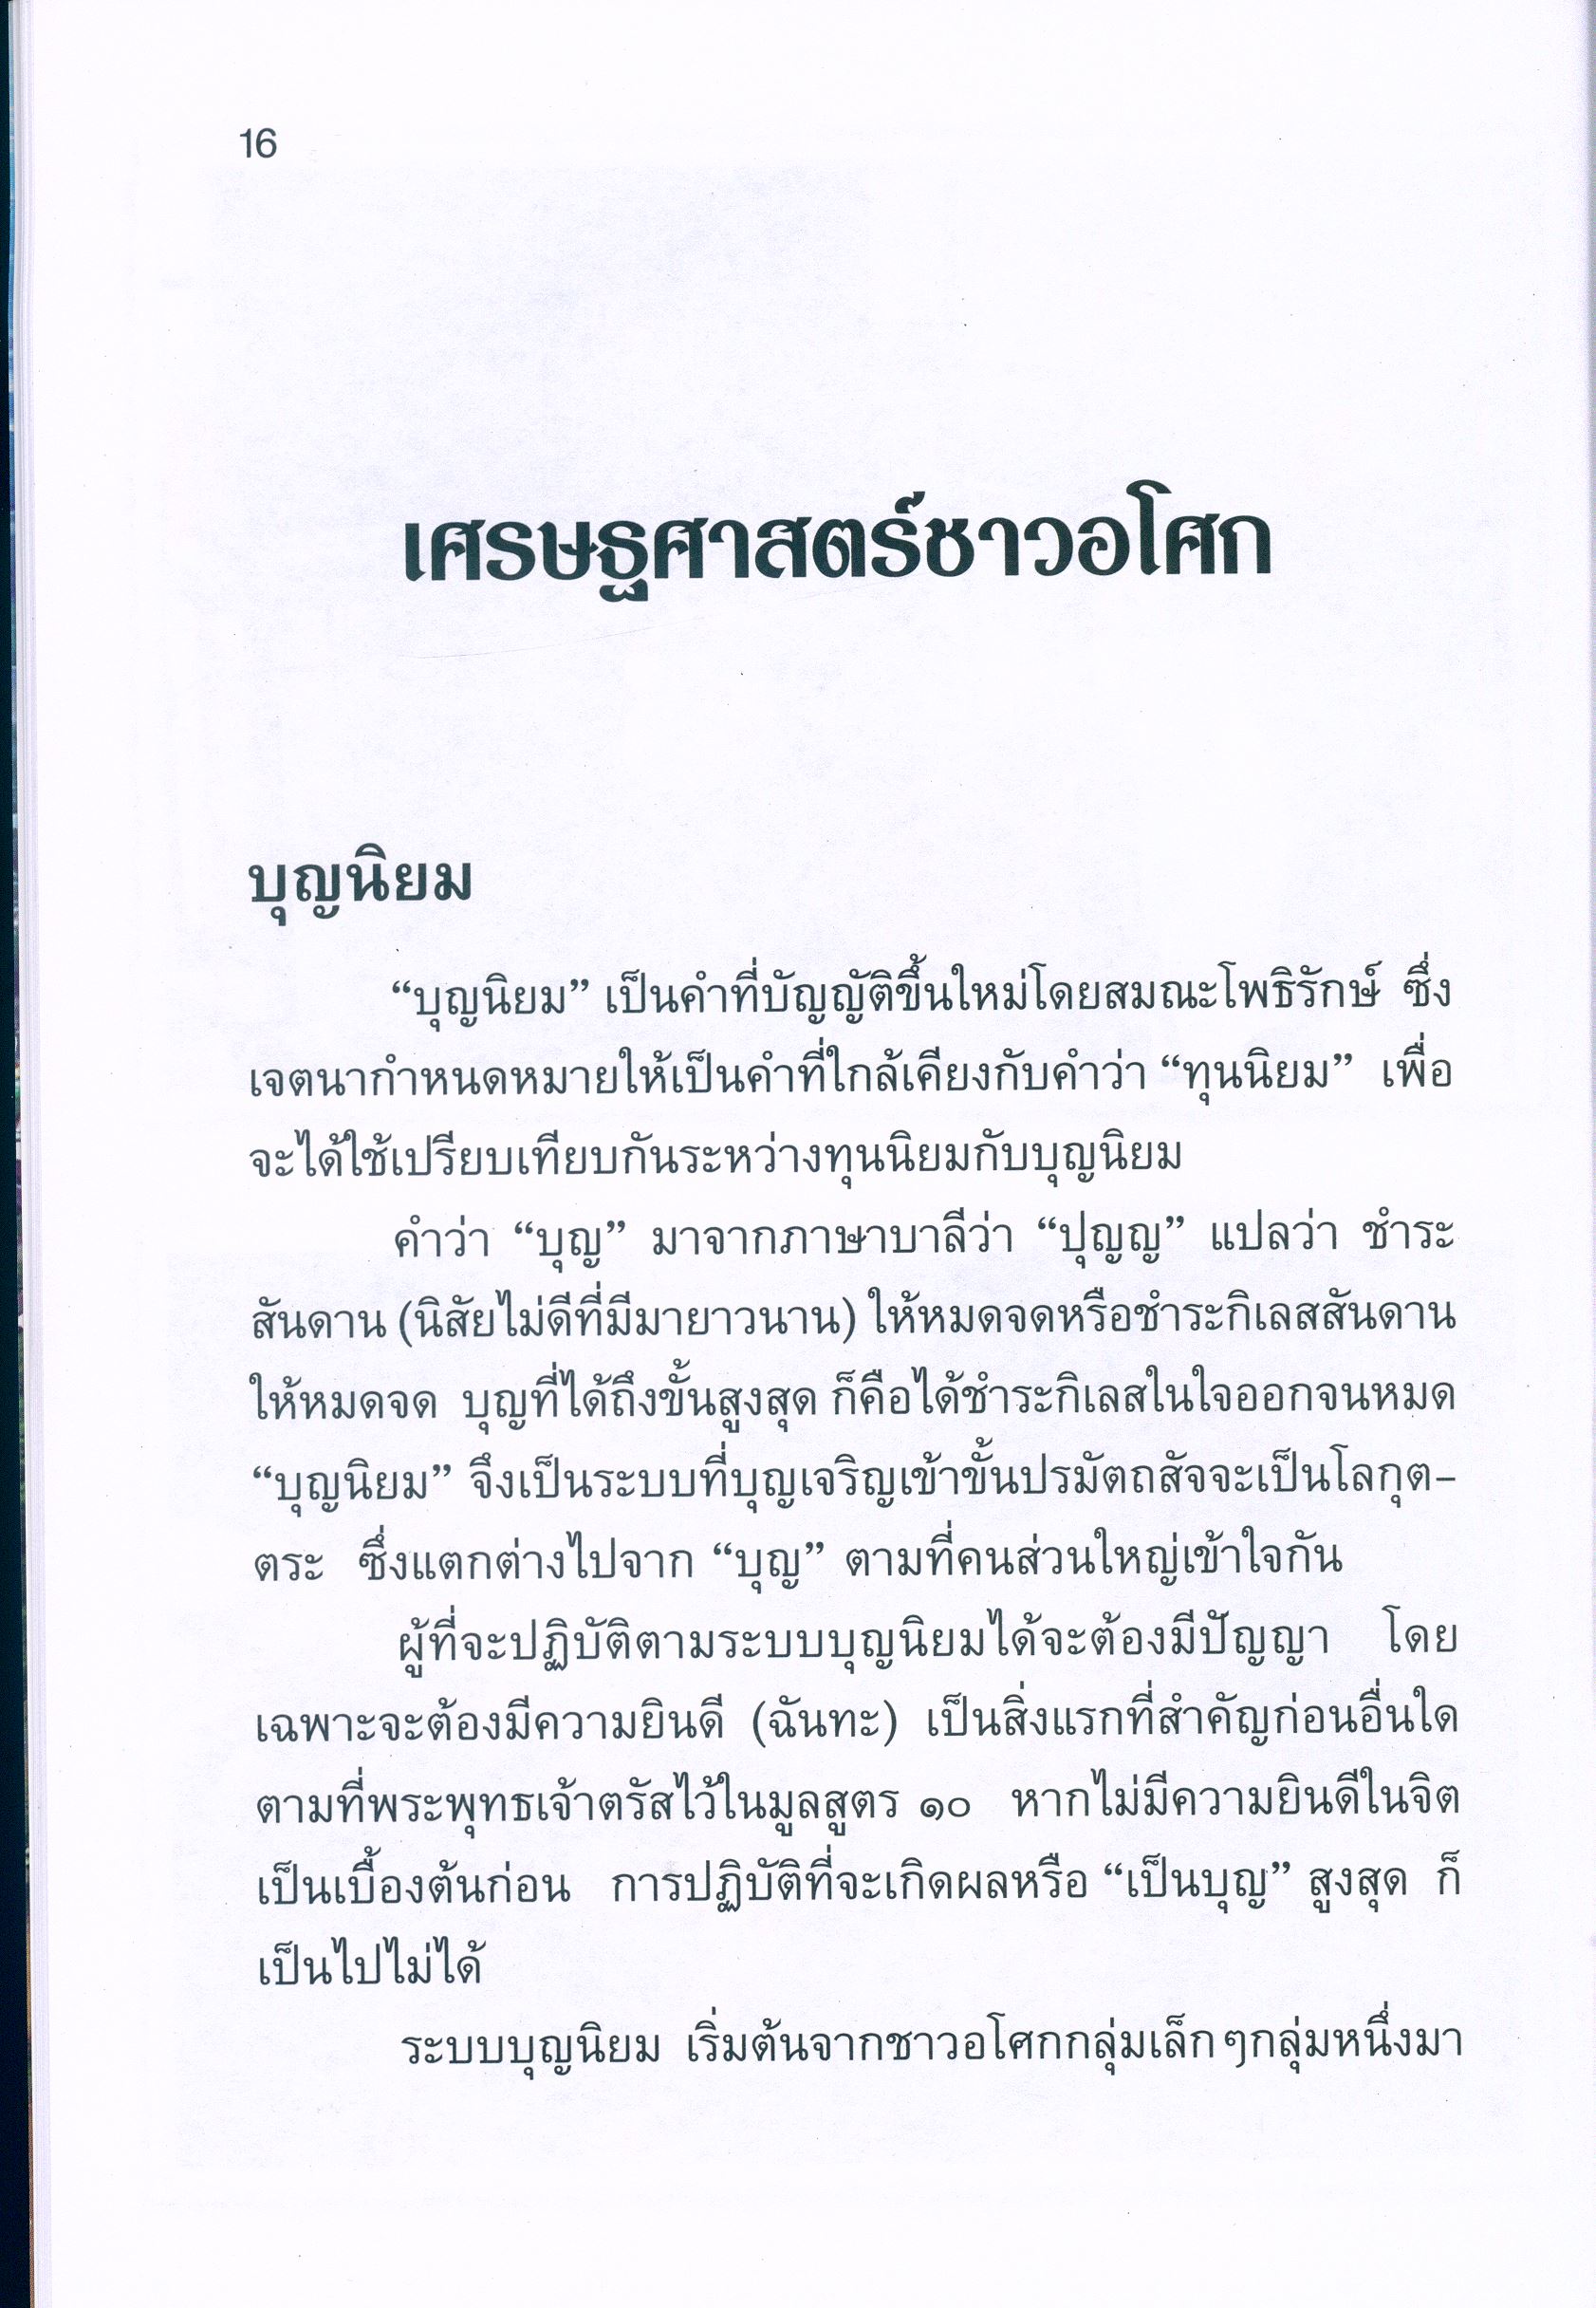 16
เศรษฐศาสตร์ชาวอโศก
บุญนิยม
“บุญนิยม” เป็นคำที่บัญญัติขึ้นใหม่โดยสมณะโพธิรักษ์ ซึ่ง
เจตนากำหนดหมายให้เป็นคำที่ใกล้เคียงกับคำว่า “ทุนนิยม” เพื่อ
จะได้ใช้เปรียบเทียบกันระหว่างทุนนิยมกับบุญนิยม
คำว่า “บุญ” มาจากภาษาบาลีว่า “ปุญญ” แปลว่า ชำระ
สันดาน (นิสัยไม่ดีที่มีมายาวนาน) ให้หมดจดหรือชำระกิเลสสันดาน
ให้หมดจด บุญที่ได้ถึงขั้นสูงสุด ก็คือได้ชำระกิเลสในใจออกจนหมด
“บุญนิยม” จึงเป็นระบบที่บุญเจริญเข้าขั้นปรมัตถสัจจะเป็นโลกุต-
ตระ ซึ่งแตกต่างไปจาก “บุญ” ตามที่คนส่วนใหญ่เข้าใจกัน
ผู้ที่จะปฏิบัติตามระบบบุญนิยมได้จะต้องมีปัญญา โดย
เฉพาะจะต้องมีความยินดี (ฉันทะ) เป็นสิ่งแรกที่สำคัญก่อนอื่นใด
ตามที่พระพุทธเจ้าตรัสไว้ในมูลสูตร ๑๐ หากไม่มีความยินดีในจิต
เป็นเบื้องต้นก่อน การปฏิบัติที่จะเกิดผลหรือ “เป็นบุญ” สูงสุด ก็
เป็นไปไม่ได้
ระบบบุญนิยม เริ่มต้นจากชาวอโศกกลุ่มเล็กๆกลุ่มหนึ่งมา